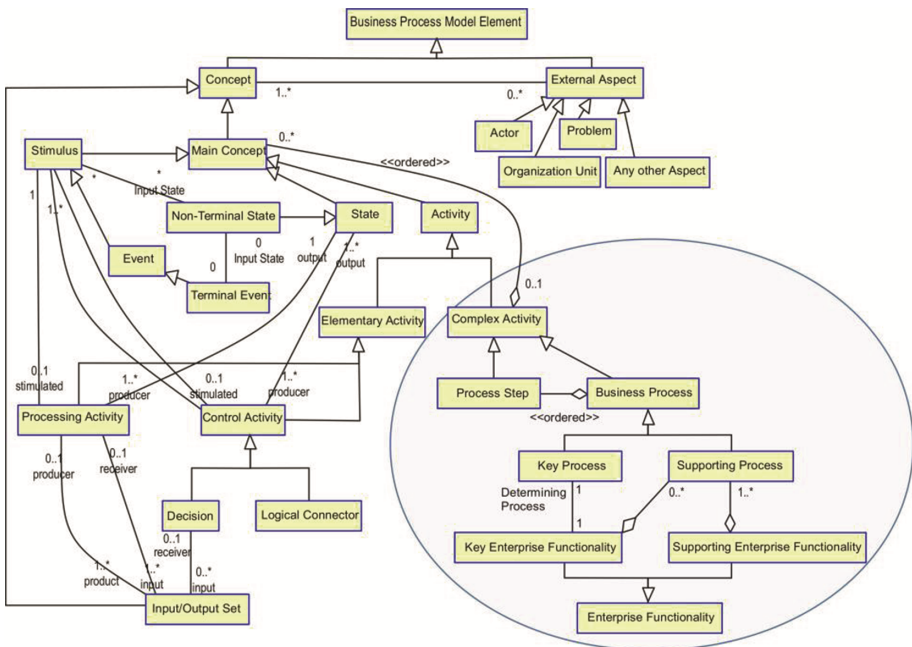 Business Process Model Element
Concept
External Aspect
1..*
0..*
Actor
Problem
Organization Unit
Any other Aspect
Stimulus
Main Concept
0..*
<<ordered>>
1
1..*
*
*
Input State
Non-Terminal State
State
Activity
0
Input State
1
output
1..*
output
Event
0
Terminal Event
0..1
Elementary Activity
Complex Activity
0..1
stimulated
1..*
producer
0..1
stimulated
1..*
producer
Process Step
Business Process
<<ordered>>
Processing Activity
Control Activity
0..1
producer
0..1
receiver
Key Process
Supporting Process
Determining
Process
1
0..*
1..*
Decision
Logical Connector
0..1
receiver
1
Key Enterprise Functionality
Supporting Enterprise Functionality
1..*
product
1..*
input
0..*
input
Input/Output Set
Enterprise Functionality